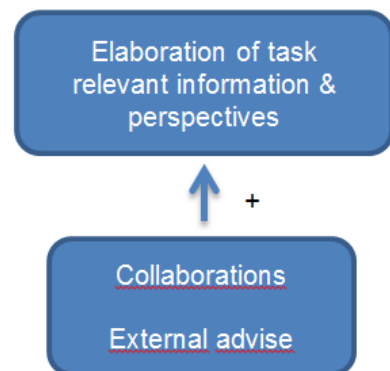 Elaboration of task
relevant information &
perspectives
+
Collaborations
External advise